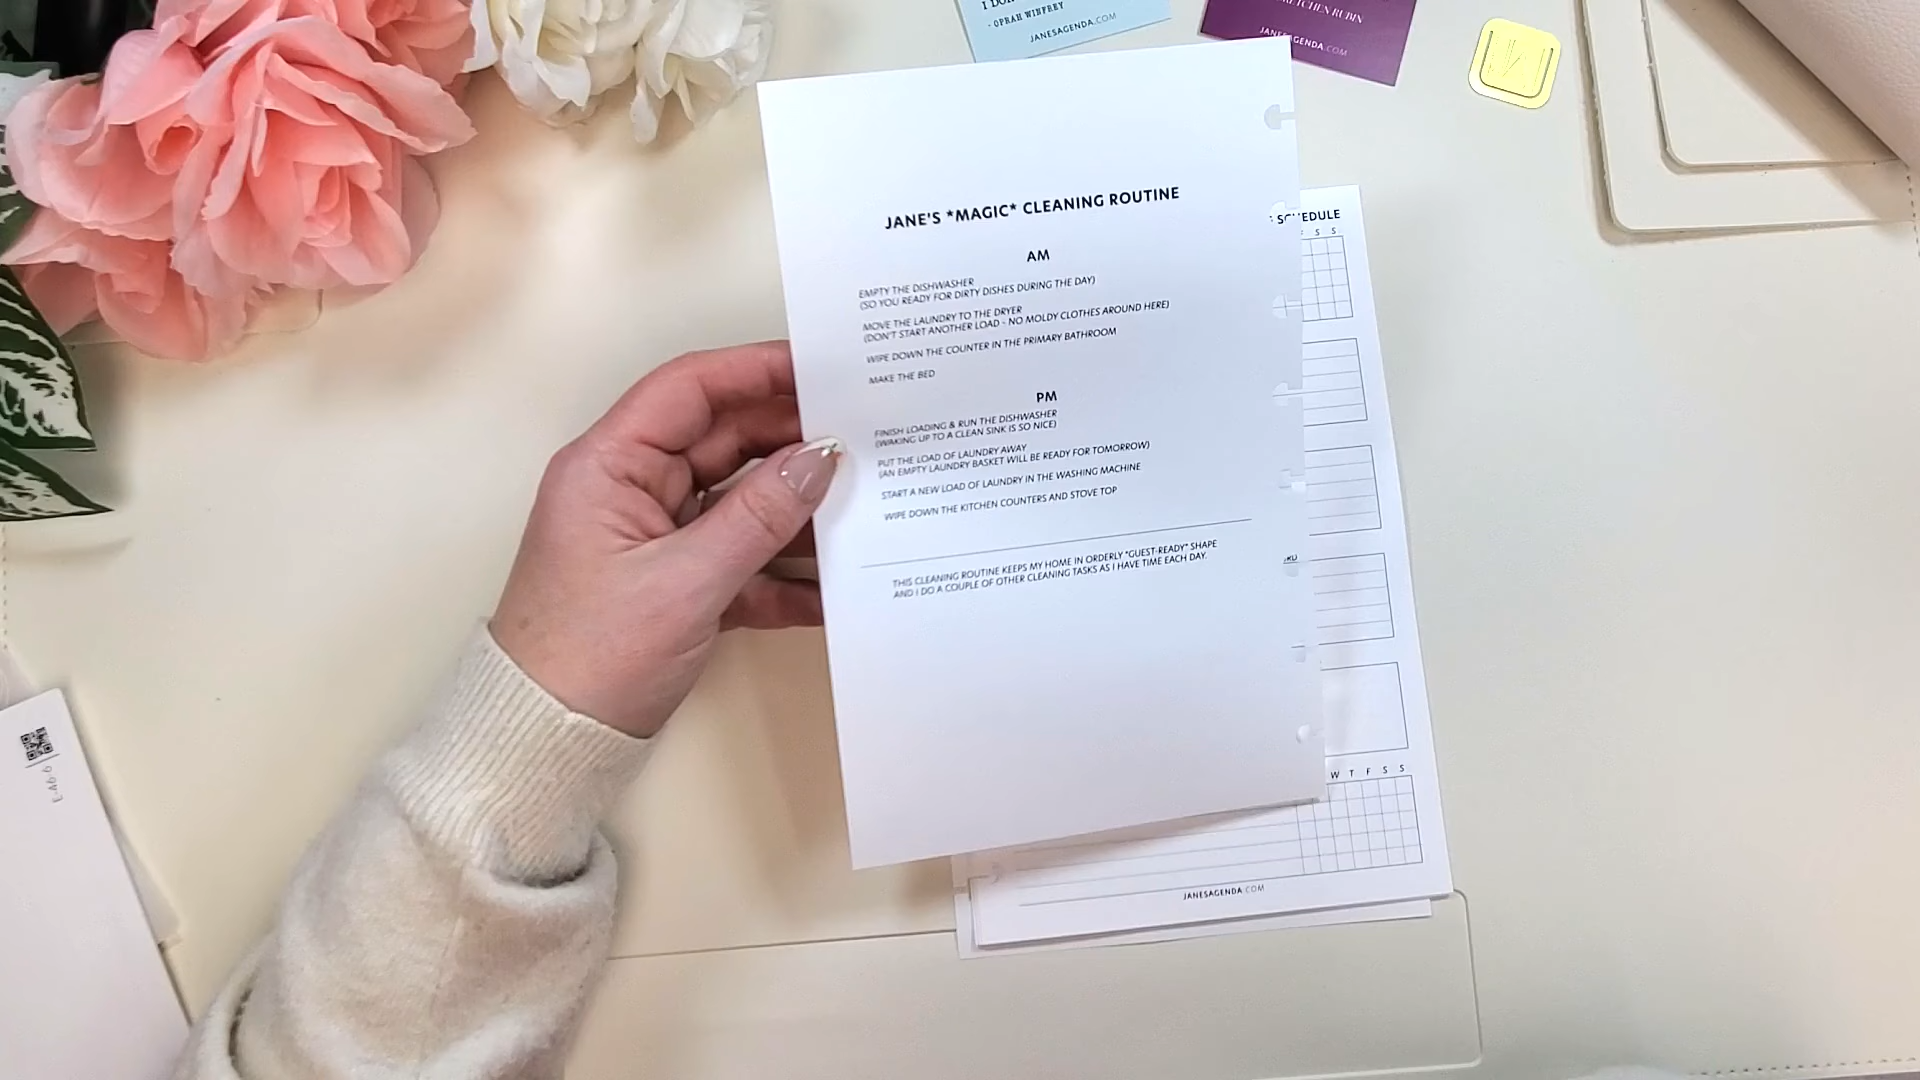 I DON
- OPRAH WINFREY
JANESAGENDA.COM
RETCHEN RUBIN
JANESAGENDA.COM
JANE'S *MAGIC* CLEANING ROUTINE
AM
EMPTY THE DISHWASHER
(SO YOU READY FOR DIRTY DISHES DURING THE DAY)
MOVE THE LAUNDRY TO THE DRYER
(DON'T START ANOTHER LOAD - NO MOLDY CLOTHES AROUND HERE)
WIPE DOWN THE COUNTER IN THE PRIMARY BATHROOM
MAKE THE BED
PM
FINISH LOADING & RUN THE DISHWASHER
(WAKING UP TO A CLEAN SINK IS SO NICE)
PUT THE LOAD OF LAUNDRY AWAY
(AN EMPTY LAUNDRY BASKET WILL BE READY FOR TOMORROW)
START A NEW LOAD OF LAUNDRY IN THE WASHING MACHINE
WIPE DOWN THE KITCHEN COUNTERS AND STOVE TOP
THIS CLEANING ROUTINE KEEPS MY HOME IN ORDERLY "GUEST-READY" SHAPE
AND I DO A COUPLE OF OTHER CLEANING TASKS AS I HAVE TIME EACH DAY.
SCHEDULE
F S S
W T F S S
JANESAGENDA.COM